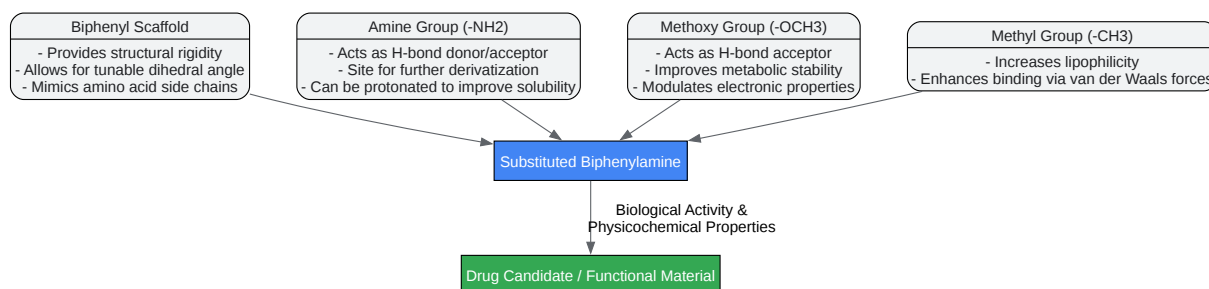 Biphenyl Scaffold
- Provides structural rigidity
- Allows for tunable dihedral angle
- Mimics amino acid side chains
Amine Group (-NH2)
- Acts as H-bond donor/acceptor
- Site for further derivatization
- Can be protonated to improve solubility
Methoxy Group (-OCH3)
- Acts as H-bond acceptor
- Improves metabolic stability
- Modulates electronic properties
Methyl Group (-CH3)
- Increases lipophilicity
- Enhances binding via van der Waals forces
Substituted Biphenylamine
Biological Activity &
Physicochemical Properties
Drug Candidate / Functional Material